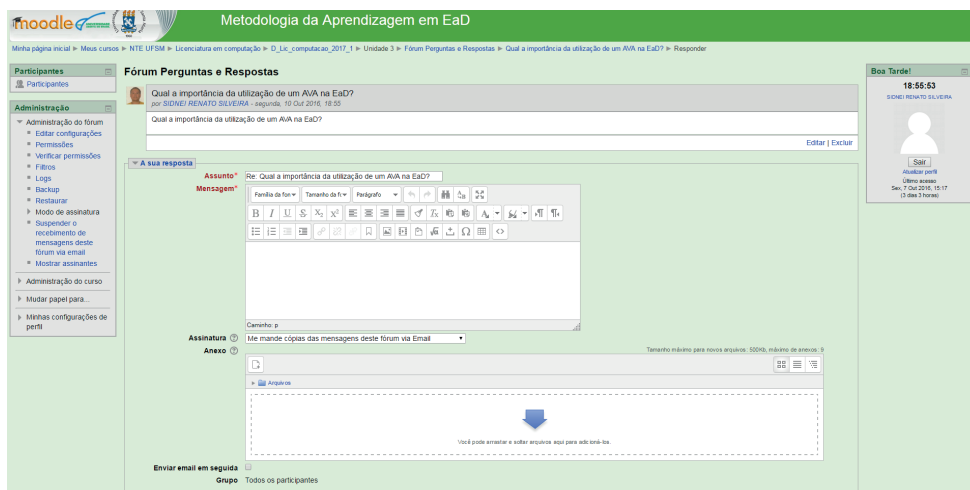 moodle
Metodologia da Aprendizagem em EaD
Minha página inicial ► Meus cursos ► NTE UFSM ► Licenciatura em computação ► D_Lic_computacao_2017_1 ► Unidade 3 ► Fórum Perguntas e Respostas ► Qual a importância da utilização de um AVA na EaD? ► Responder
Participantes
Participantes
Administração
Administração do fórum
Editar configurações
Permissões
Verificar permissões
Filtros
Logs
Backup
Restaurar
Modo de assinatura
Suspender o
recebimento de
mensagens deste
fórum via email
Mostrar assinantes
Administração do curso
Mudar papel para...
Minhas configurações de
perfil
Fórum Perguntas e Respostas
Qual a importância da utilização de um AVA na EaD?
por SIDNEI RENATO SILVEIRA - segunda, 10 Out 2016, 18:55
Qual a importância da utilização de um AVA na EaD?
Editar | Excluir
A sua resposta
Assunto* Re: Qual a importância da utilização de um AVA na EaD?
Mensagem*
Família da fon Tamanho da fo Parágrafo
Caminho: p
Assinatura Me mande cópias das mensagens deste fórum via Email
Anexo
Tamanho máximo para novos arquivos: 500Kb, máximo de anexos: 9
Arquivos
Você pode arrastar e soltar arquivos aqui para adicioná-los.
Enviar email em seguida
Grupo Todos os participantes
Boa Tarde!
18:55:53
SIDNEI RENATO SILVEIRA
Sair
Atualizar perfil
Último acesso
Sex, 7 Out 2016, 15:17
(3 dias 3 horas)